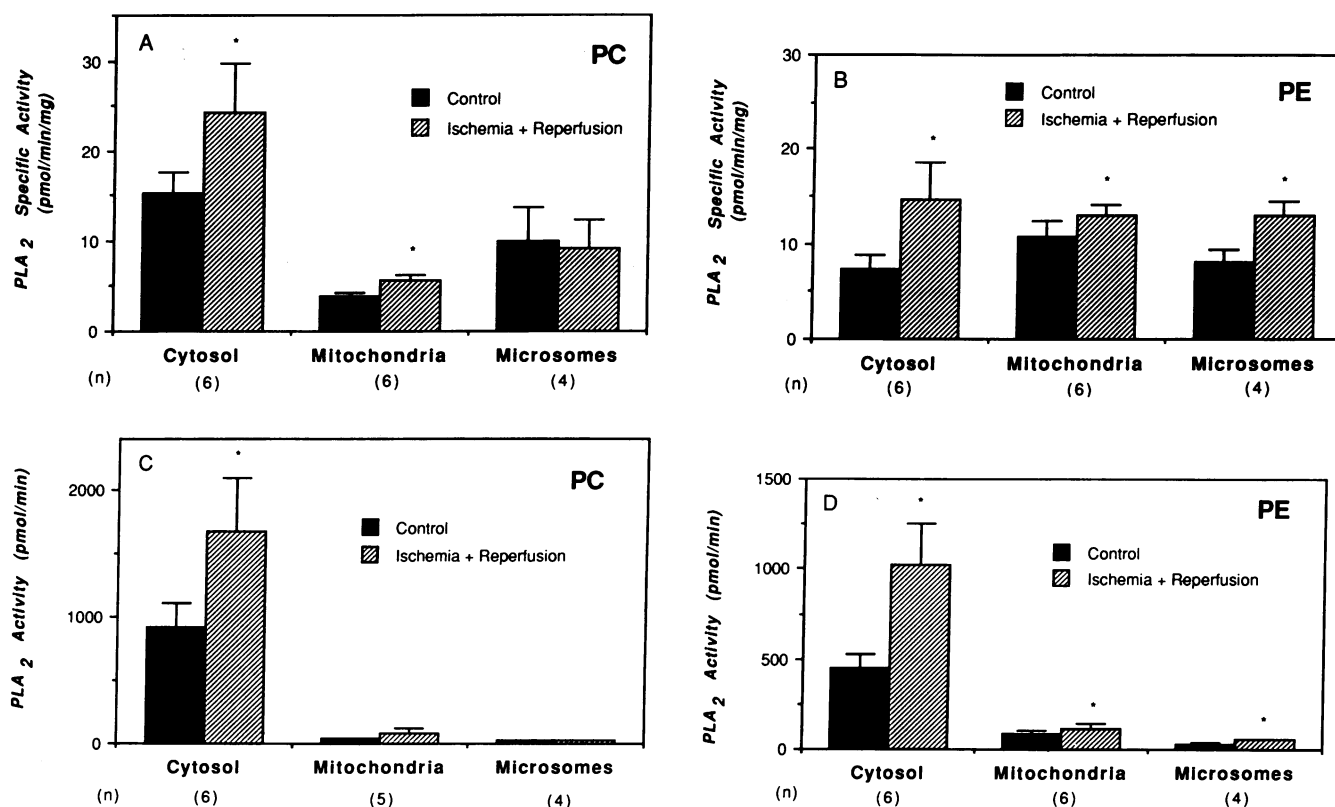 A
PC
PLA 2 Specific Activity
(pmol/min/mg)
30
20
10
0
*
*
Control
Ischemia + Reperfusion
Cytosol Mitochondria Microsomes
(n) (6) (6) (4)
B
PE
PLA 2 Specific Activity
(pmol/min/mg)
30
20
10
0
*
*
*
Control
Ischemia + Reperfusion
Cytosol Mitochondria Microsomes
(n) (6) (6) (4)
C
PC
PLA 2 Activity (pmol/min)
2000
1000
0
*
Control
Ischemia + Reperfusion
Cytosol Mitochondria Microsomes
(n) (6) (5) (4)
D
PE
PLA 2 Activity (pmol/min)
1500
1000
500
0
*
*
*
Control
Ischemia + Reperfusion
Cytosol Mitochondria Microsomes
(n) (6) (6) (4)